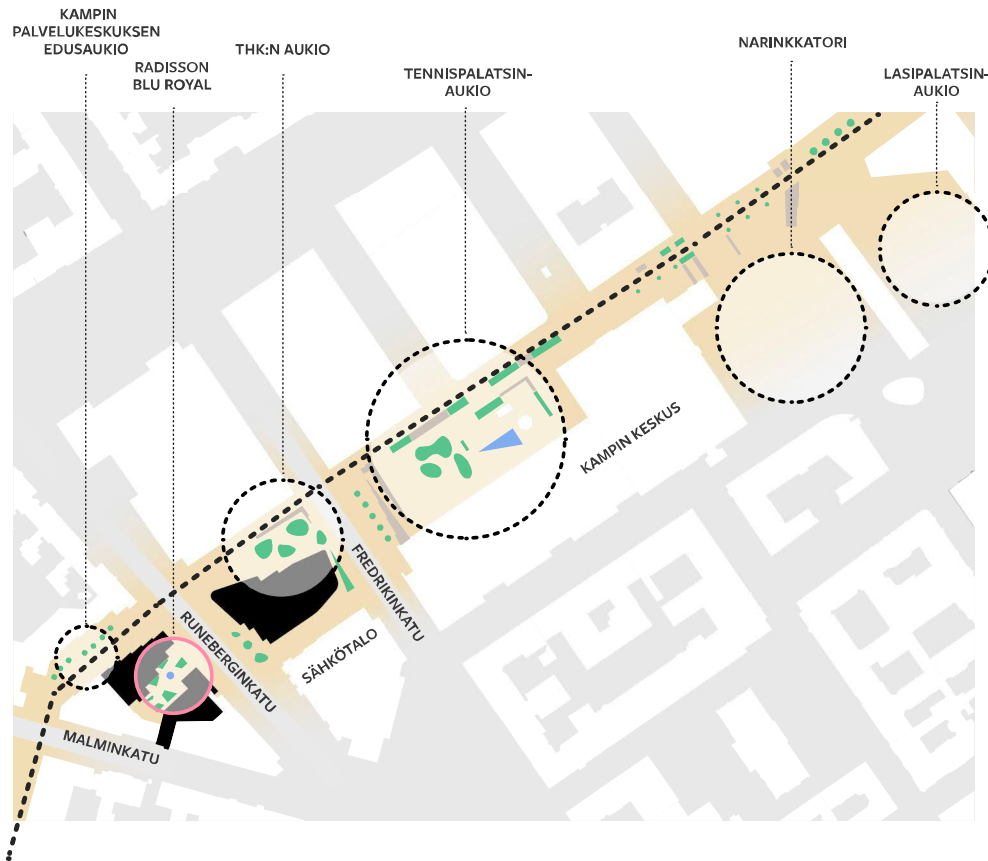 KAMPIN
PALVELUKESKUKSEN
EDUSAUKIO
RADISSON
BLU ROYAL
THK:N AUKIO
TENNISPALATSIN-
AUKIO
NARINKKATORI
LASIPALATSIN-
AUKIO
KAMPIN KESKUS
FREDRIKINKATU
RUNEBERGINKATU
SÄHKÖTALO
MALMINKATU